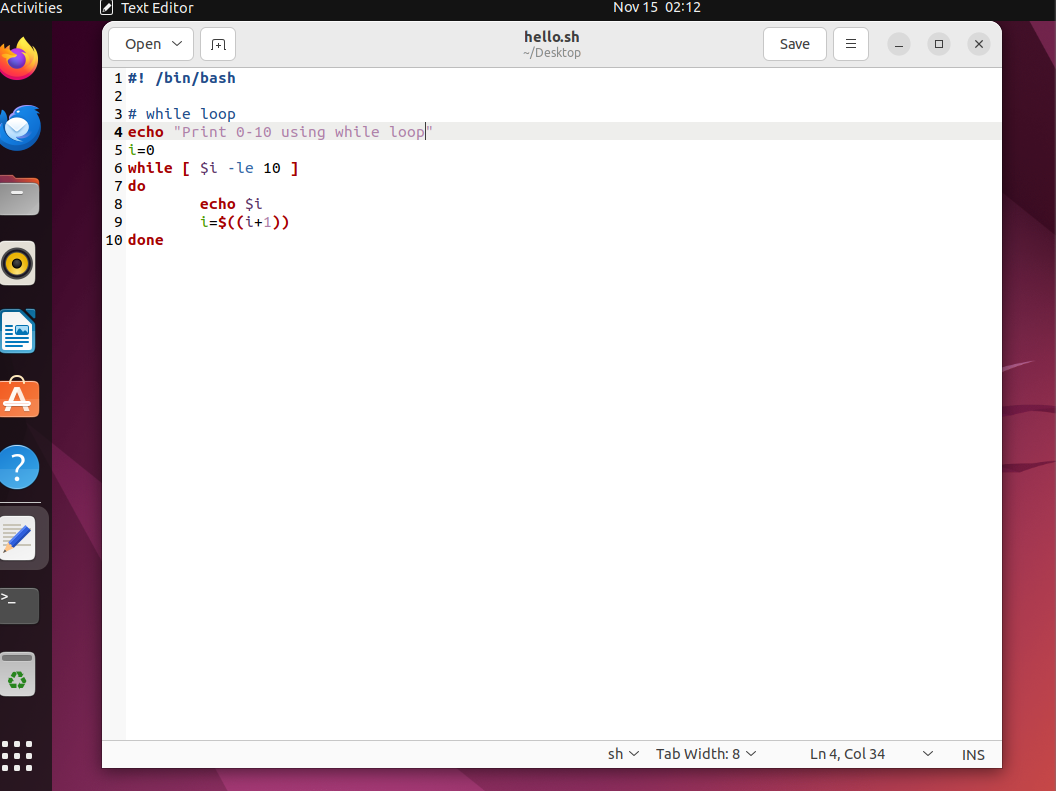 Activities Text Editor Nov 15 02:12
Open hello.sh Save
~/Desktop
1 #! /bin/bash
2
3 # while loop
4 echo "Print 0-10 using while loop"
5 i=0
6 while [ $i -le 10 ]
7 do
8 echo $i
9 i=$((i+1))
10 done
sh Tab Width: 8 Ln 4, Col 34 INS